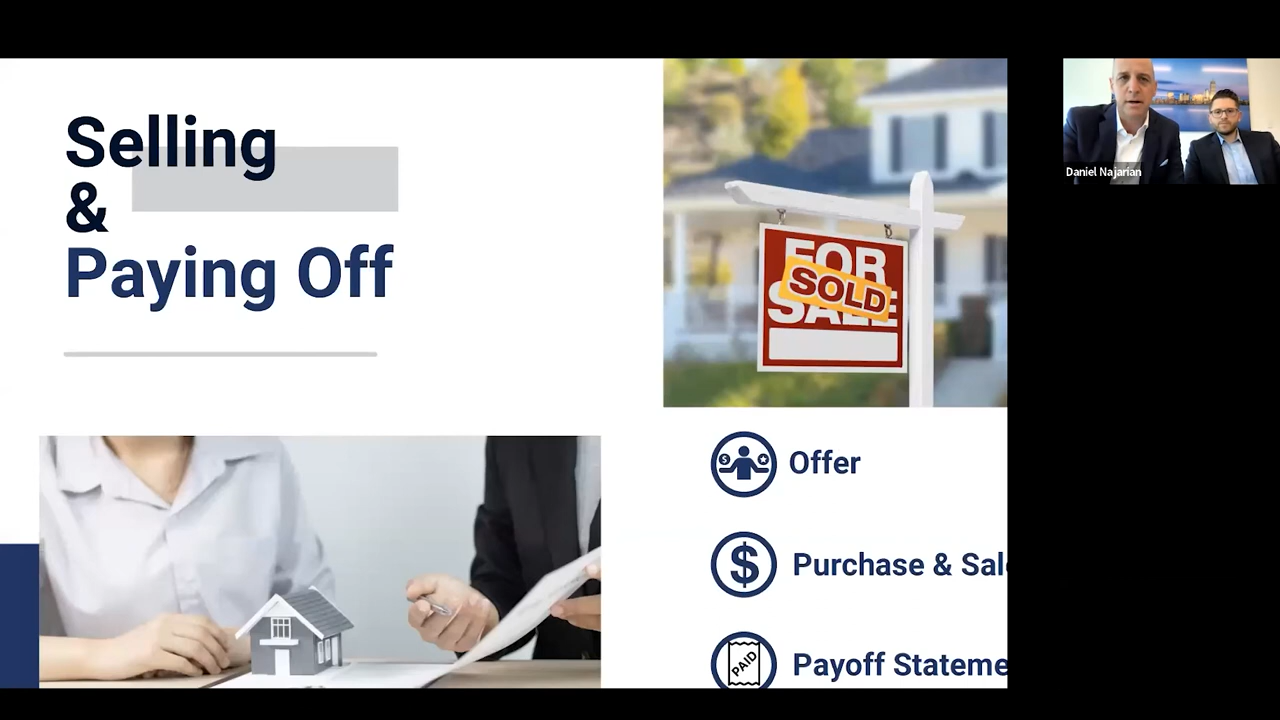 Selling
&
Paying Off
FOR
SOLD
SALE
Offer
$
Purchase & Sal
PAID
Payoff Stateme
Daniel Najarian